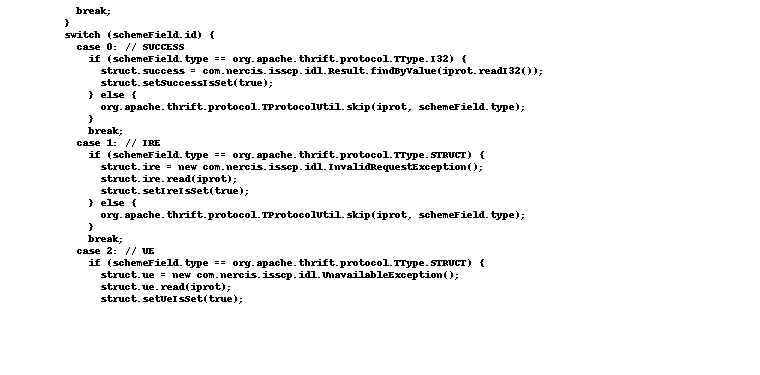 break;
}
switch (schemeField.id) {
case 0: // SUCCESS
if (schemeField.type == org.apache.thrift.protocol.TType.I32) {
struct.success = com.nercis.isscp.idl.Result.findByValue(iprot.readI32());
struct.setSuccessIsSet(true);
} else {
org.apache.thrift.protocol.TProtocolUtil.skip(iprot, schemeField.type);
}
break;
case 1: // IRE
if (schemeField.type == org.apache.thrift.protocol.TType.STRUCT) {
struct.ire = new com.nercis.isscp.idl.InvalidRequestException();
struct.ire.read(iprot);
struct.setIreIsSet(true);
} else {
org.apache.thrift.protocol.TProtocolUtil.skip(iprot, schemeField.type);
}
break;
case 2: // UE
if (schemeField.type == org.apache.thrift.protocol.TType.STRUCT) {
struct.ue = new com.nercis.isscp.idl.UnavailableException();
struct.ue.read(iprot);
struct.setUeIsSet(true);